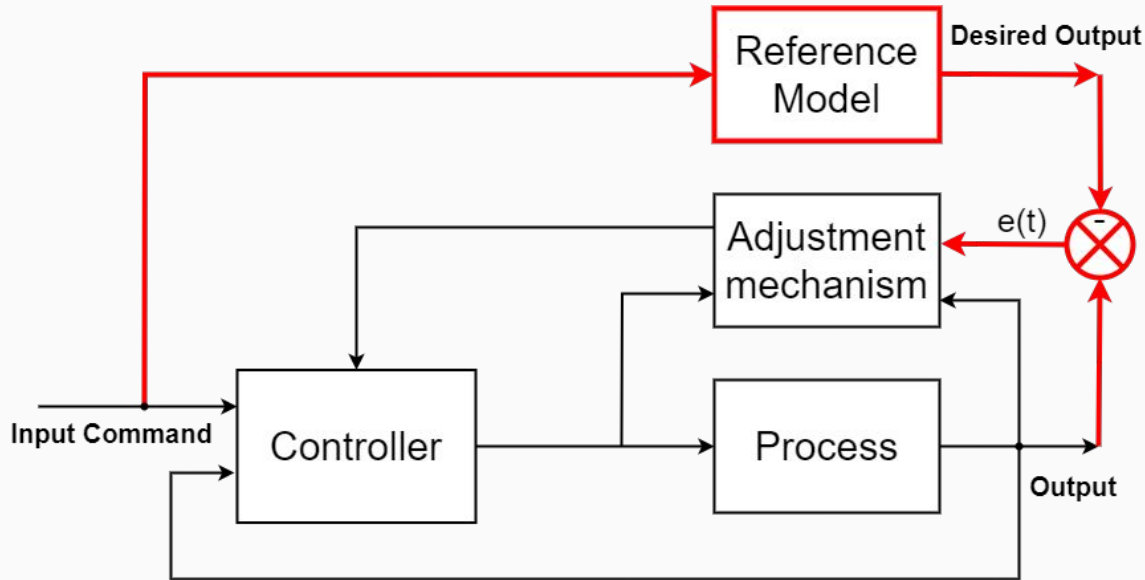 Reference
Model
Desired Output
-
e(t)
Adjustment
mechanism
Input Command
Controller
Process
Output